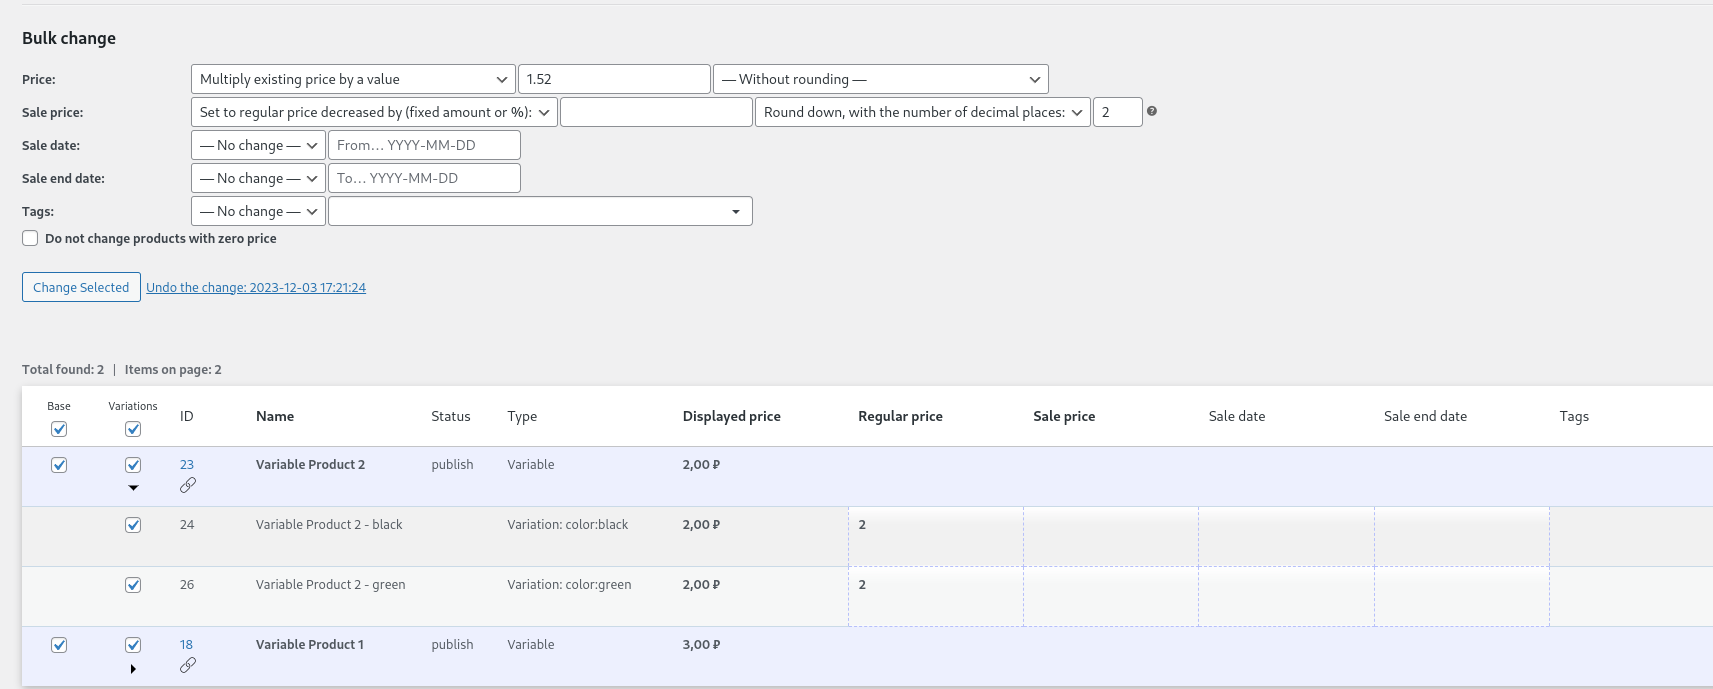 Bulk change
Price: Multiply existing price by a value 1.52 — Without rounding —
Sale price: Set to regular price decreased by (fixed amount or %): Round down, with the number of decimal places: 2 ?
Sale date: — No change — From... YYYY-MM-DD
Sale end date: — No change — To... YYYY-MM-DD
Tags: — No change —
Do not change products with zero price
Change Selected Undo the change: 2023-12-03 17:21:24
Total found: 2 | Items on page: 2
Base Variations ID Name Status Type Displayed price Regular price Sale price Sale date Sale end date Tags
23 Variable Product 2 publish Variable 2,00 ₽
24 Variable Product 2 - black Variation: color:black 2,00 ₽ 2
26 Variable Product 2 - green Variation: color:green 2,00 ₽ 2
18 Variable Product 1 publish Variable 3,00 ₽